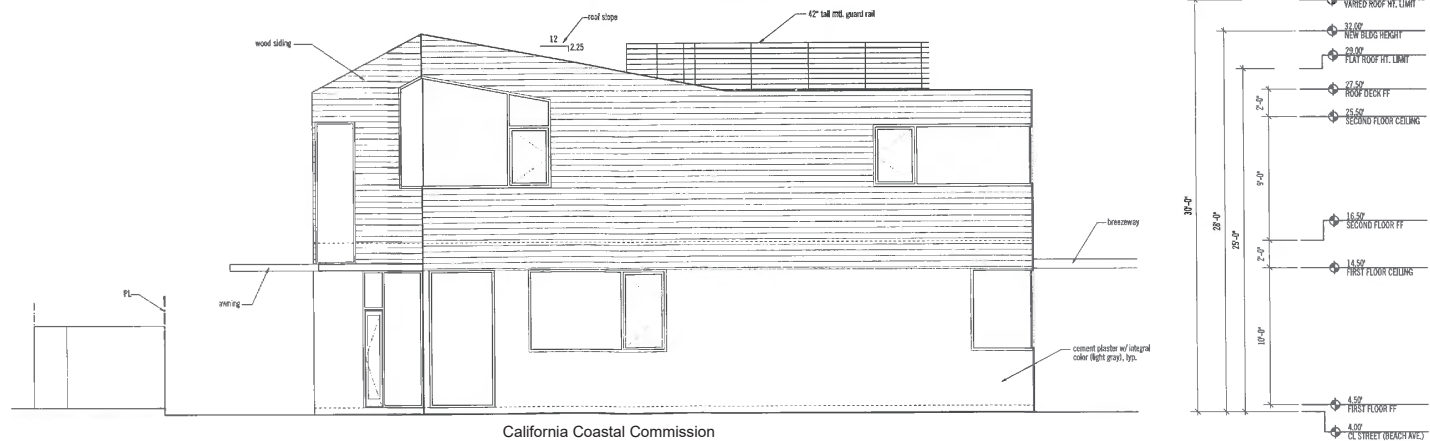 VARIED ROOF HT. LIMIT
42" tall mtl. guard rail
roof slope
12
2.25
wood siding
32.00'
NEW BLDG HEIGHT
29.00'
FLAT ROOF HT. LIMIT
27.50'
ROOF DECK FF
2'-0"
25.50'
SECOND FLOOR CEILING
9'-0"
30'-0"
28'-0"
25'-0"
16.50'
SECOND FLOOR FF
breezeway
2'-0"
14.50'
FIRST FLOOR CEILING
PL
awning
10'-0"
cement plaster w/ integral
color (light gray), typ.
4.50'
FIRST FLOOR FF
4.00'
CL STREET (BEACH AVE.)
California Coastal Commission